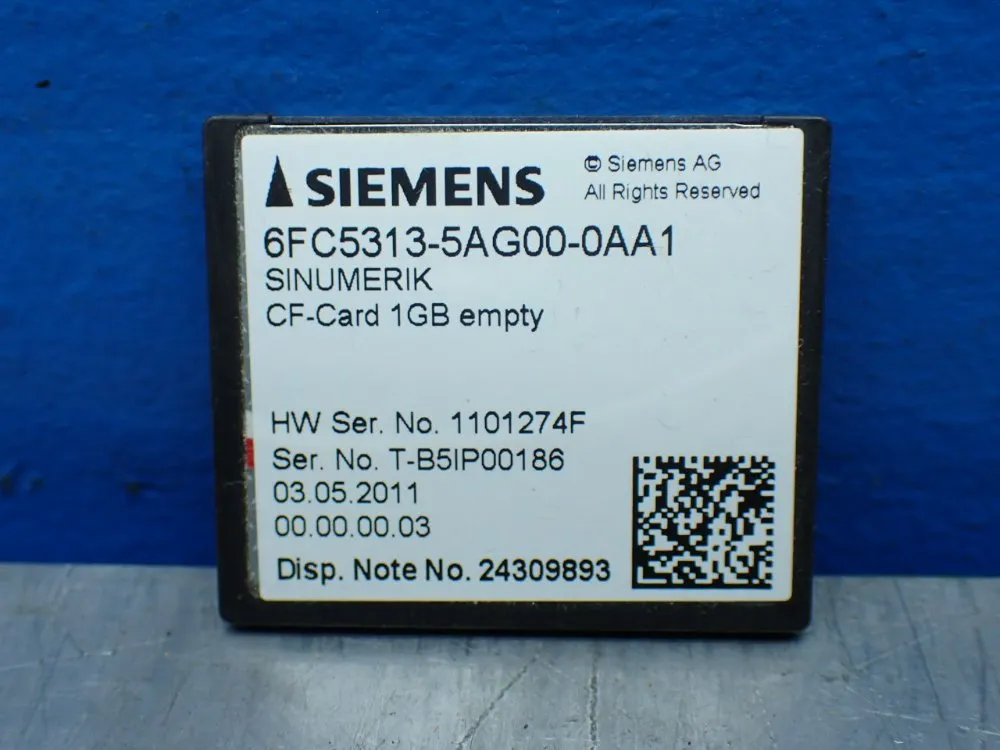 SIEMENS
© Siemens AG
All Rights Reserved
6FC5313-5AG00-0AA1
SINUMERIK
CF-Card 1GB empty
HW Ser. No. 1101274F
Ser. No. T-B5IP00186
03.05.2011
00.00.00.03
Disp. Note No. 24309893